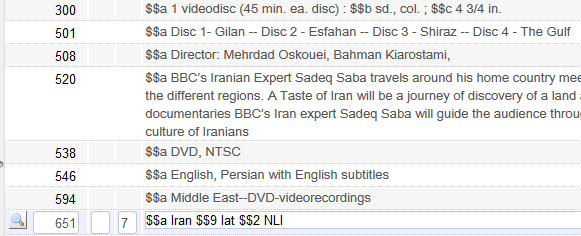 300 $$a 1 videodisc (45 min. ea. disc) : $$b sd., col. ; $$c 4 3/4 in.
501 $$a Disc 1- Gilan -- Disc 2 - Esfahan -- Disc 3 - Shiraz -- Disc 4 - The Gulf
508 $$a Director: Mehrdad Oskouei, Bahman Kiarostami,
520 $$a BBC's Iranian Expert Sadeq Saba travels around his home country mee
the different regions. A Taste of Iran will be a journey of discovery of a land
documentaries BBC's Iran expert Sadeq Saba will guide the audience throu
culture of Iranians
538 $$a DVD, NTSC
546 $$a English, Persian with English subtitles
594 $$a Middle East--DVD-videorecordings
651 7 $$a Iran $$9 lat $$2 NLI